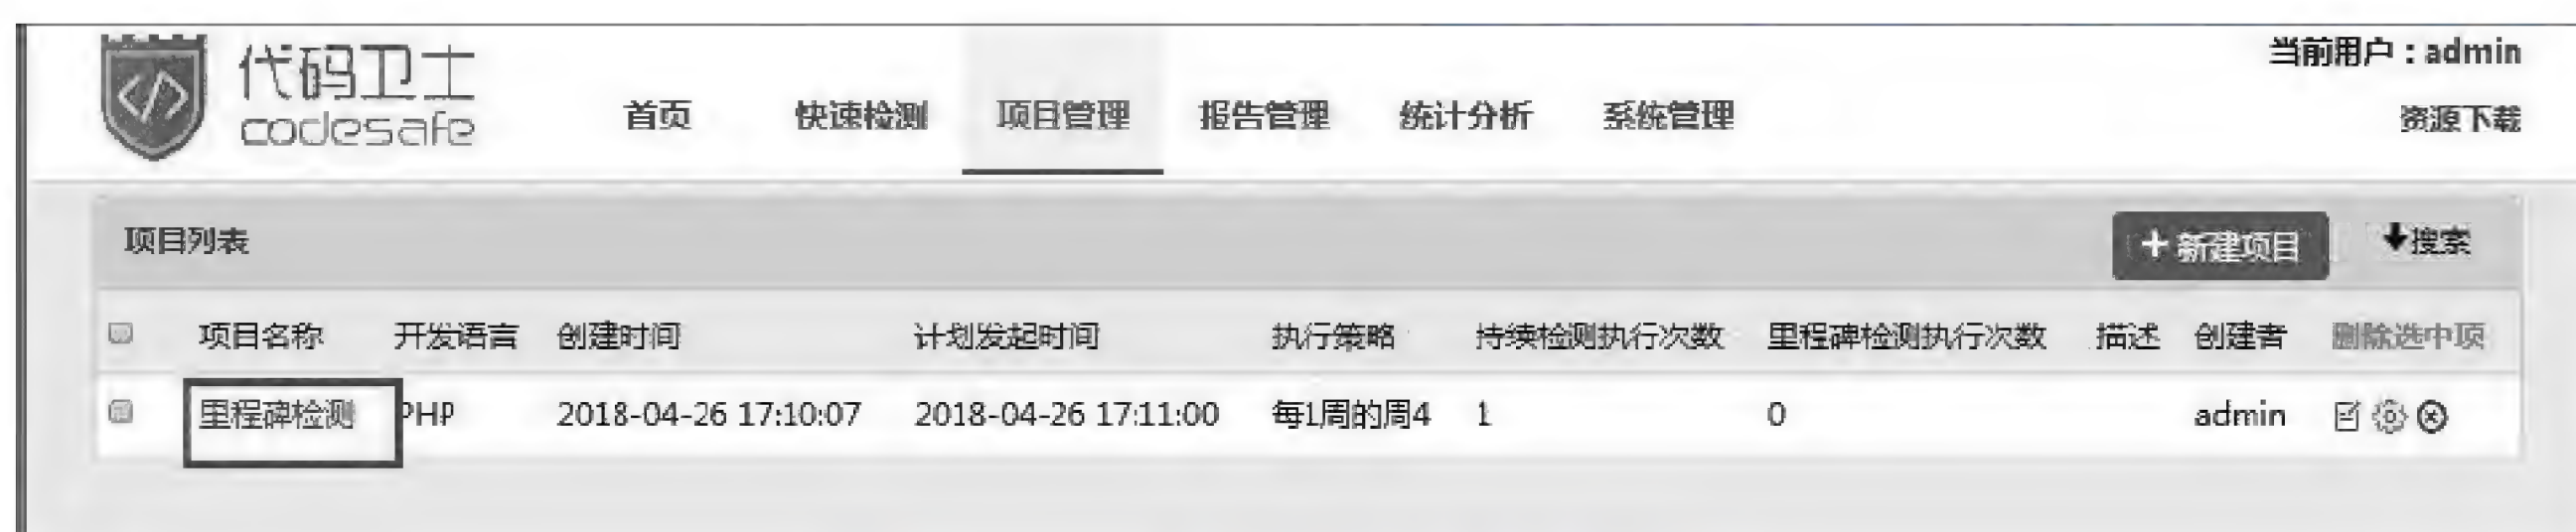 代码卫士
codesafe
首页 快速检测 项目管理 报告管理 统计分析 系统管理
当前用户：admin
资源下载
项目列表
+ 新建项目 搜索
项目名称 开发语言 创建时间 计划发起时间 执行策略 持续检测执行次数 里程碑检测执行次数 描述 创建者 删除选中项
里程碑检测 PHP 2018-04-26 17:10:07 2018-04-26 17:11:00 每1周的周4 1 0 admin